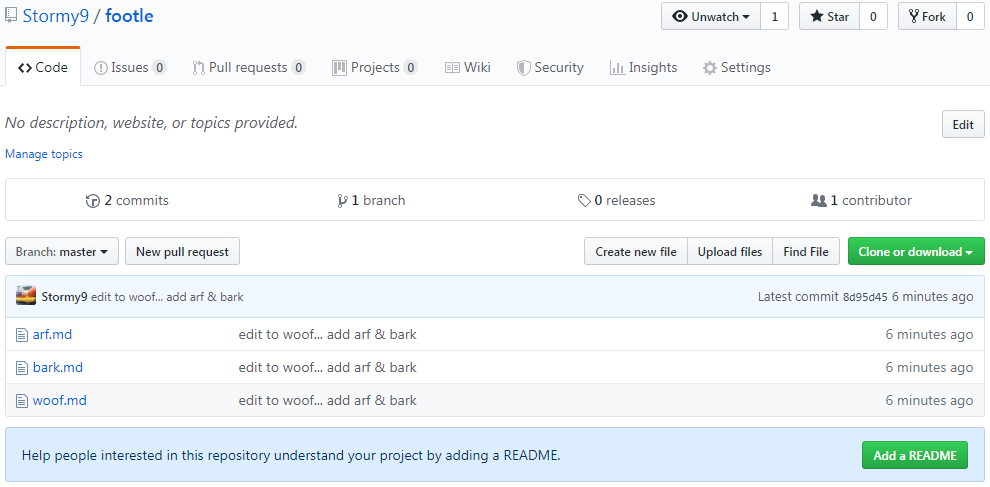 Stormy9 / footle Unwatch 1 Star 0 Fork 0
Code Issues 0 Pull requests 0 Projects 0 Wiki Security Insights Settings
No description, website, or topics provided. Edit
Manage topics
2 commits 1 branch 0 releases 1 contributor
Branch: master New pull request Create new file Upload files Find File Clone or download
Stormy9 edit to woof... add arf & bark Latest commit 8d95d45 6 minutes ago
arf.md edit to woof... add arf & bark 6 minutes ago
bark.md edit to woof... add arf & bark 6 minutes ago
woof.md edit to woof... add arf & bark 6 minutes ago
Help people interested in this repository understand your project by adding a README. Add a README